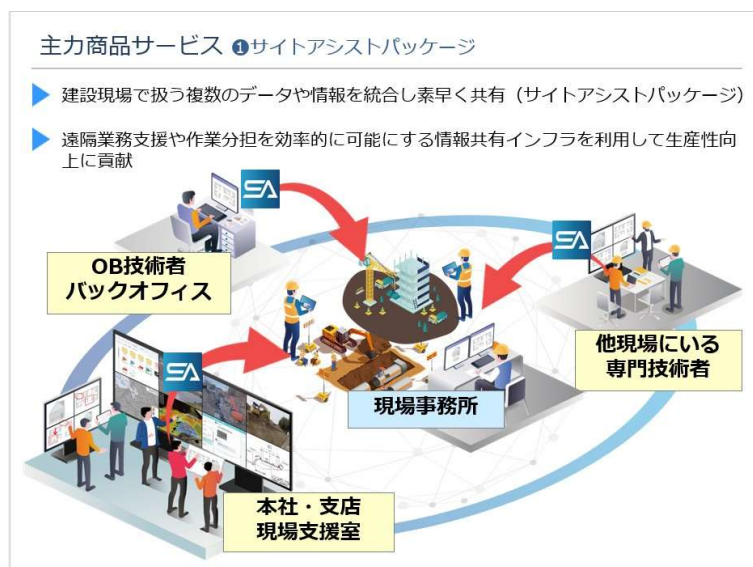 主力商品サービス ❶サイトアシストパッケージ
建設現場で扱う複数のデータや情報を統合し素早く共有（サイトアシストパッケージ）
遠隔業務支援や作業分担を効率的に可能にする情報共有インフラを利用して生産性向
上に貢献
SA
OB技術者
バックオフィス
SA
他現場にいる
専門技術者
SA
現場事務所
本社・支店
現場支援室